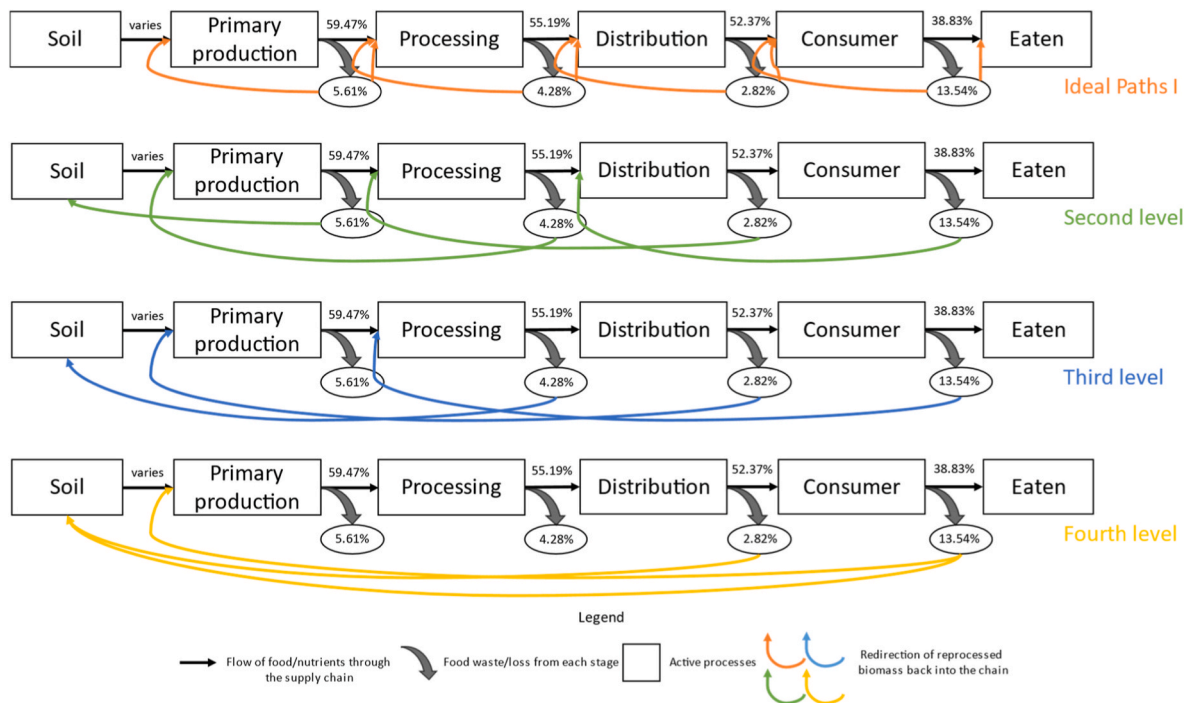 59.47% 55.19% 52.37% 38.83%
Soil varies Primary production Processing Distribution Consumer Eaten
5.61% 4.28% 2.82% 13.54%
Ideal Paths I
59.47% 55.19% 52.37% 38.83%
Soil varies Primary production Processing Distribution Consumer Eaten
5.61% 4.28% 2.82% 13.54%
Second level
59.47% 55.19% 52.37% 38.83%
Soil varies Primary production Processing Distribution Consumer Eaten
5.61% 4.28% 2.82% 13.54%
Third level
59.47% 55.19% 52.37% 38.83%
Soil varies Primary production Processing Distribution Consumer Eaten
5.61% 4.28% 2.82% 13.54%
Fourth level
Legend
Flow of food/nutrients through
the supply chain
Food waste/loss from each stage
Active processes
Redirection of reprocessed
biomass back into the chain